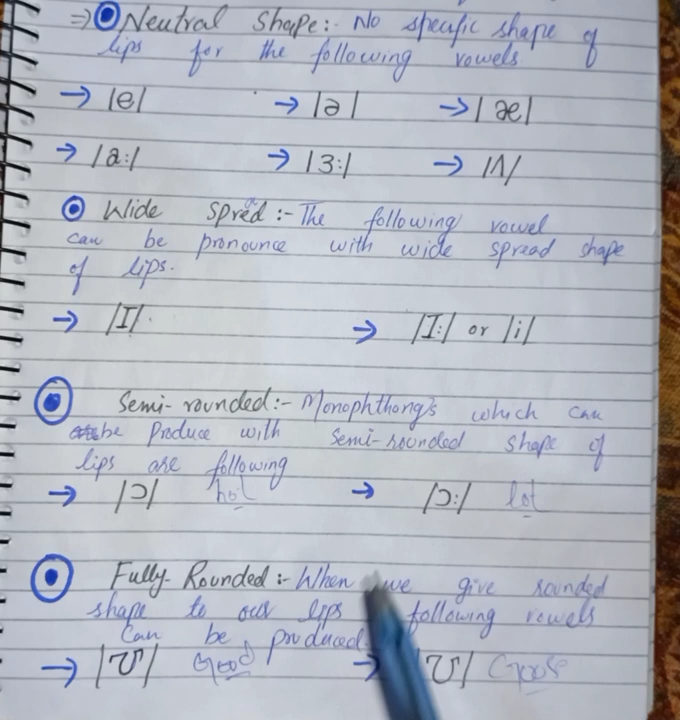 ⇒ Neutral Shape:- No specific shape of
lips for the following vowels
→ /e/ → /ə/ → /æ/
→ /a:/ → /3:/ → /ʌ/
Wide Spread:- The following vowel
can be pronounce with wide spread shape
of lips.
→ /I/. → /I:/ or /i/
Semi-rounded:- Monophthong's which can
be produce with semi-rounded shape of
lips are following
→ /ɔ/ hot → /ɔ:/ lot
Fully-Rounded:- When we give rounded
shape to our lips following vowels
can be produced.
→ /ʊ/ Good → /ʊ/ Goose